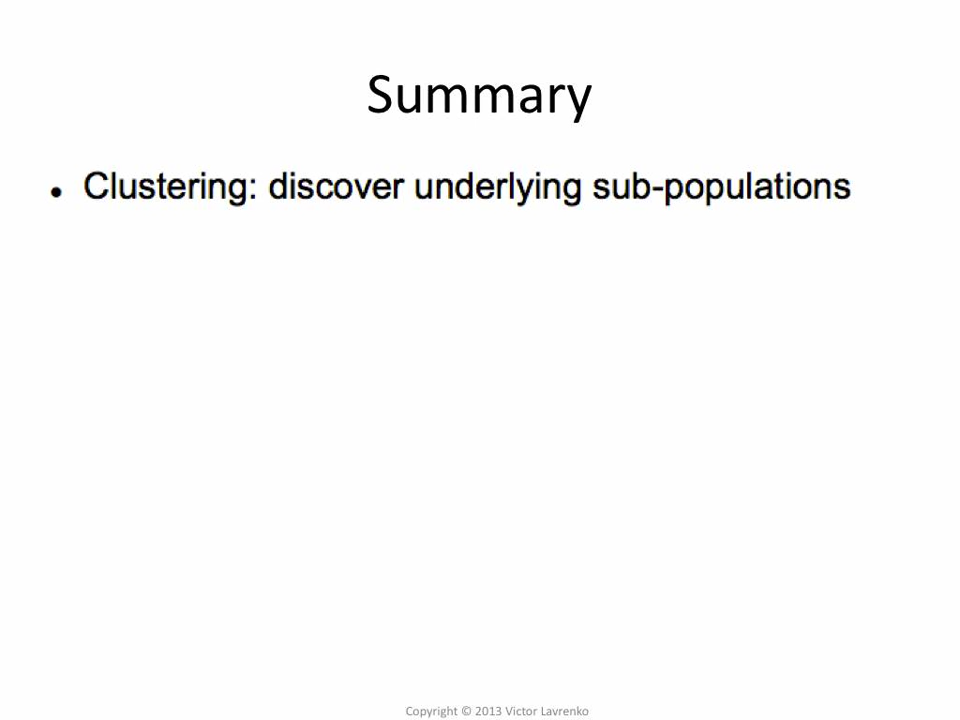 Summary
• Clustering: discover underlying sub-populations
Copyright © 2013 Victor Lavrenko